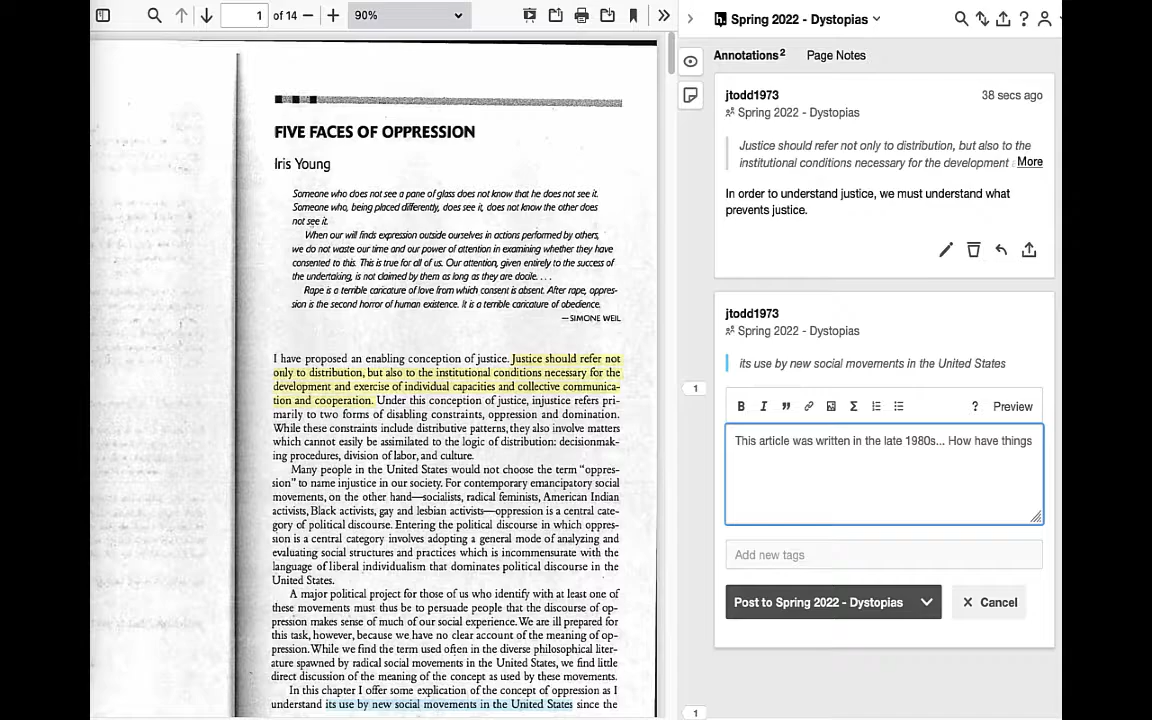 1 of 14 90%
FIVE FACES OF OPPRESSION
Iris Young
Someone who does not see a pane of glass does not know that he does not see it.
Someone who, being placed differently, does see it, does not know the other does
not see it.
When our will finds expression outside ourselves in actions performed by others,
we do not waste our time and our power of attention in examining whether they have
consented to this. This is true for all of us. Our attention, given entirely to the success of
the undertaking, is not claimed by them as long as they are docile. . . .
Rape is a terrible caricature of love from which consent is absent. After rape, oppres-
sion is the second horror of human existence. It is a terrible caricature of obedience.
—SIMONE WEIL
I have proposed an enabling conception of justice. Justice should refer not
only to distribution, but also to the institutional conditions necessary for the
development and exercise of individual capacities and collective communica-
tion and cooperation. Under this conception of justice, injustice refers pri-
marily to two forms of disabling constraints, oppression and domination.
While these constraints include distributive patterns, they also involve matters
which cannot easily be assimilated to the logic of distribution: decisionmak-
ing procedures, division of labor, and culture.
Many people in the United States would not choose the term “oppres-
sion” to name injustice in our society. For contemporary emancipatory social
movements, on the other hand—socialists, radical feminists, American Indian
activists, Black activists, gay and lesbian activists—oppression is a central cate-
gory of political discourse. Entering the political discourse in which oppres-
sion is a central category involves adopting a general mode of analyzing and
evaluating social structures and practices which is incommensurate with the
language of liberal individualism that dominates political discourse in the
United States.
A major political project for those of us who identify with at least one of
these movements must thus be to persuade people that the discourse of op-
pression makes sense of much of our social experience. We are ill prepared for
this task, however, because we have no clear account of the meaning of op-
pression. While we find the term used often in the diverse philosophical liter-
ature spawned by radical social movements in the United States, we find little
direct discussion of the meaning of the concept as used by these movements.
In this chapter I offer some explication of the concept of oppression as I
understand its use by new social movements in the United States since the
1
1
h. Spring 2022 - Dystopias
Annotations 2 Page Notes
jtodd1973 38 secs ago
Spring 2022 - Dystopias
Justice should refer not only to distribution, but also to the
institutional conditions necessary for the development More
In order to understand justice, we must understand what
prevents justice.
jtodd1973
Spring 2022 - Dystopias
its use by new social movements in the United States
B I ” Σ ? Preview
This article was written in the late 1980s... How have things
Add new tags
Post to Spring 2022 - Dystopias
× Cancel